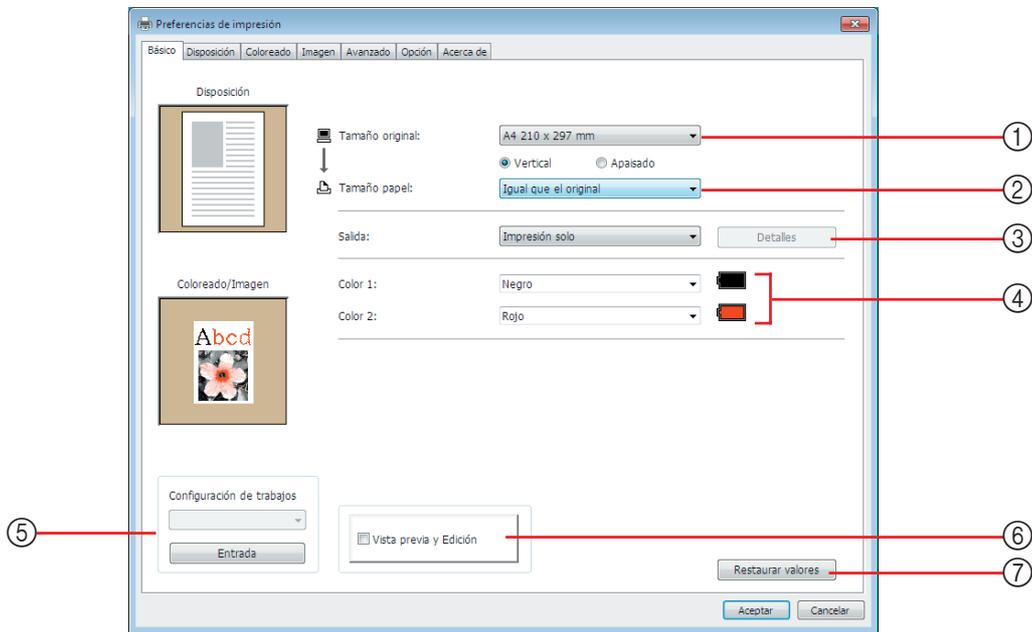 Preferencias de impresión
Básico Disposición Coloreado Imagen Avanzado Opción Acerca de
Disposición
Tamaño original: A4 210 x 297 mm ①
Vertical Apaisado
Tamaño papel: Igual que el original ②
Salida: Impresión solo Detalles ③
Coloreado/Imagen
Color 1: Negro
④
Color 2: Rojo
Abcd
Configuración de trabajos
⑤ Entrada
Vista previa y Edición ⑥
Restaurar valores ⑦
Aceptar Cancelar